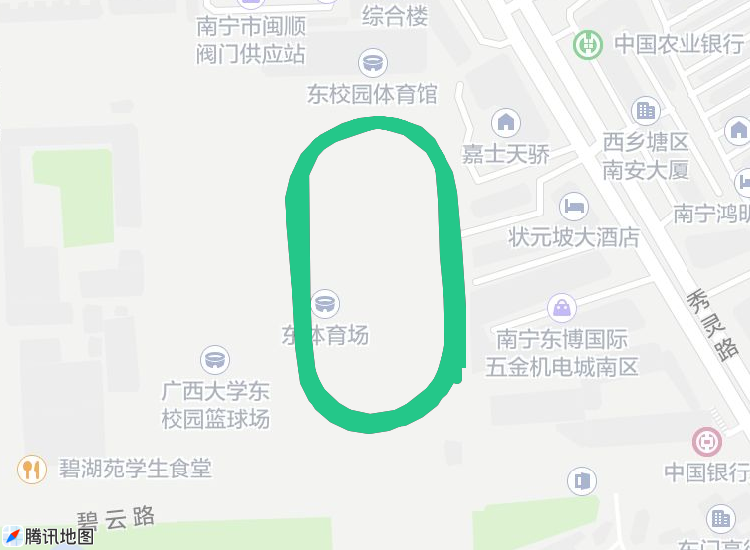 综合楼
南宁市闽顺
阀门供应站
中国农业银行
东校园体育馆
嘉士天骄
西乡塘区
南安大厦
南宁鸿
状元坡大酒店
秀灵路
东体育场
南宁东博国际
五金机电城南区
广西大学东
校园篮球场
碧湖苑学生食堂
中国银行
碧云路
腾讯地图